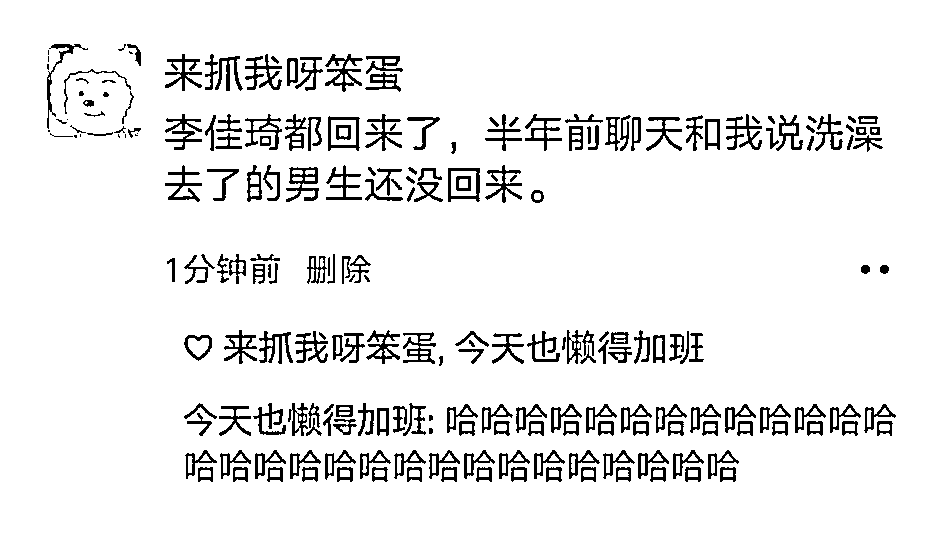 来抓我呀笨蛋
李佳琦都回来了，半年前聊天和我说洗澡
去了的男生还没回来。
1分钟前 删除
♡ 来抓我呀笨蛋, 今天也懒得加班
今天也懒得加班: 哈哈哈哈哈哈哈哈哈哈哈哈哈
哈哈哈哈哈哈哈哈哈哈哈哈哈哈哈哈